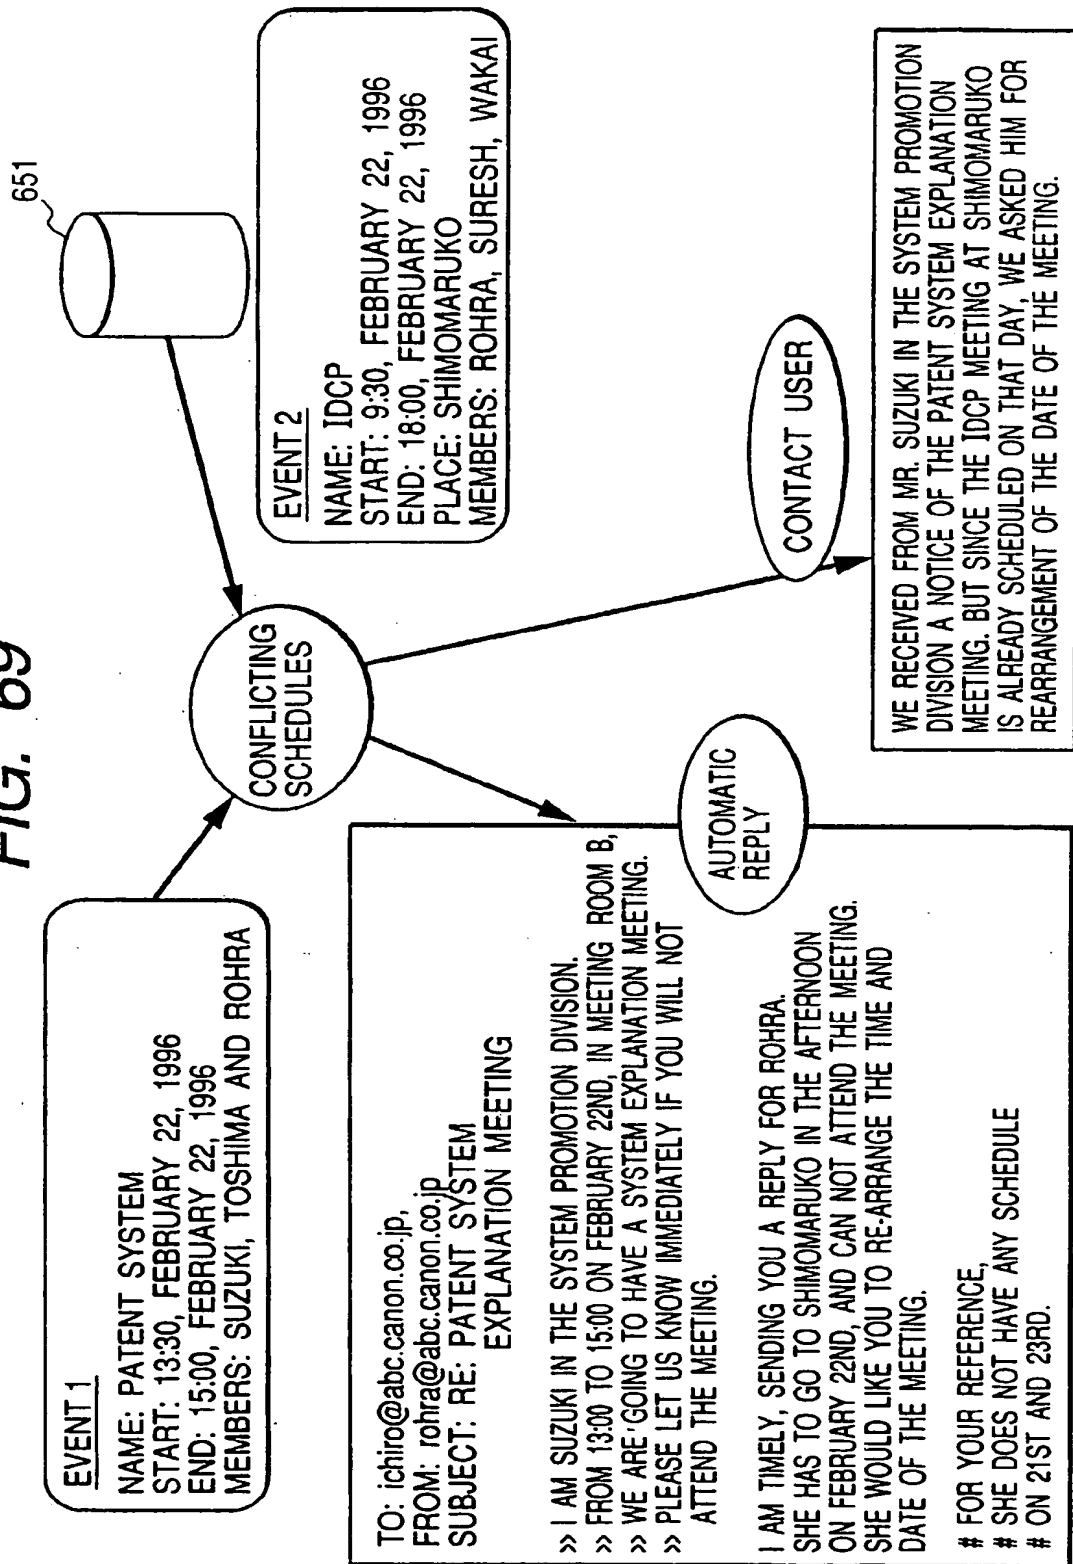 FIG. 69
EVENT 1
NAME: PATENT SYSTEM
START: 13:30, FEBRUARY 22, 1996
END: 15:00, FEBRUARY 22, 1996
MEMBERS: SUZUKI, TOSHIMA AND ROHRA
CONFLICTING
SCHEDULES
651
EVENT 2
NAME: IDCP
START: 9:30, FEBRUARY 22, 1996
END: 18:00, FEBRUARY 22, 1996
PLACE: SHIMOMARUKO
MEMBERS: ROHRA, SURESH, WAKAI
TO: ichiro@abc.canon.co.jp,
FROM: rohra@abc.canon.co.jp
SUBJECT: RE: PATENT SYSTEM
EXPLANATION MEETING
>> I AM SUZUKI IN THE SYSTEM PROMOTION DIVISION.
>> FROM 13:00 TO 15:00 ON FEBRUARY 22ND, IN MEETING ROOM B,
>> WE ARE GOING TO HAVE A SYSTEM EXPLANATION MEETING.
>> PLEASE LET US KNOW IMMEDIATELY IF YOU WILL NOT
ATTEND THE MEETING.
I AM TIMELY, SENDING YOU A REPLY FOR ROHRA.
SHE HAS TO GO TO SHIMOMARUKO IN THE AFTERNOON
ON FEBRUARY 22ND, AND CAN NOT ATTEND THE MEETING.
SHE WOULD LIKE YOU TO RE-ARRANGE THE TIME AND
DATE OF THE MEETING.
# FOR YOUR REFERENCE,
# SHE DOES NOT HAVE ANY SCHEDULE
# ON 21ST AND 23RD.
AUTOMATIC
REPLY
CONTACT USER
WE RECEIVED FROM MR. SUZUKI IN THE SYSTEM PROMOTION
DIVISION A NOTICE OF THE PATENT SYSTEM EXPLANATION
MEETING. BUT SINCE THE IDCP MEETING AT SHIMOMARUKO
IS ALREADY SCHEDULED ON THAT DAY, WE ASKED HIM FOR
REARRANGEMENT OF THE DATE OF THE MEETING.